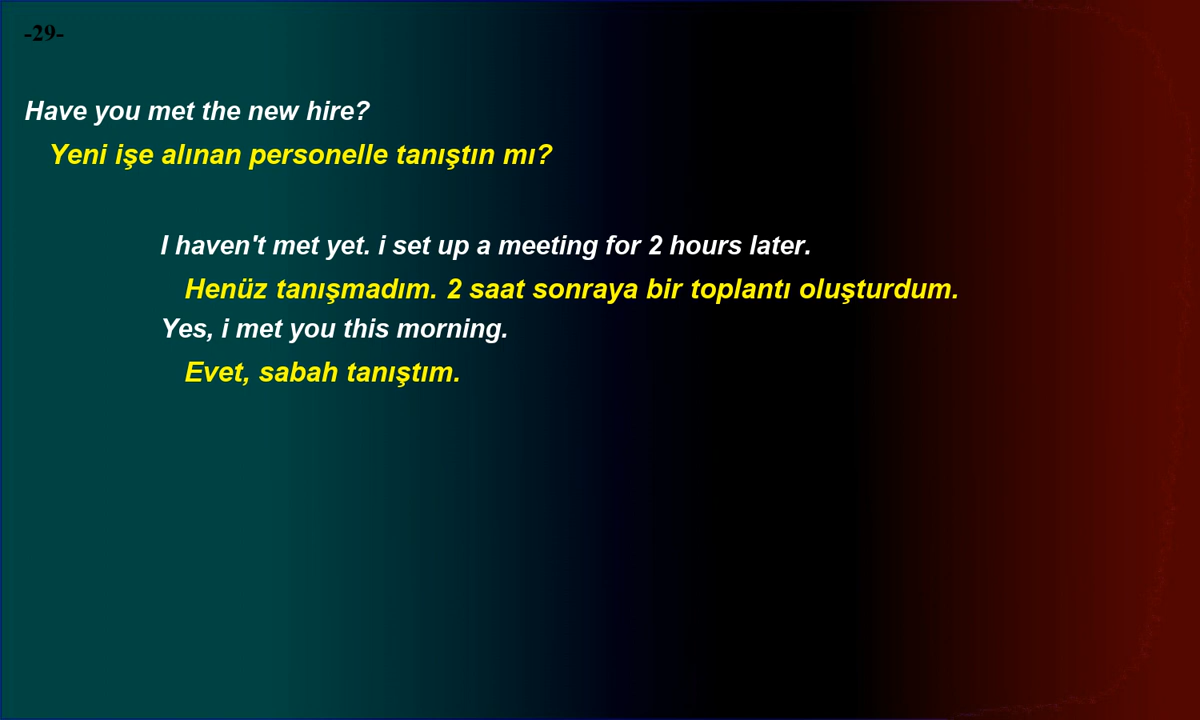 -29-
Have you met the new hire?
Yeni işe alınan personelle tanıştın mı?
I haven't met yet. i set up a meeting for 2 hours later.
Henüz tanışmadım. 2 saat sonraya bir toplantı oluşturdum.
Yes, i met you this morning.
Evet, sabah tanıştım.